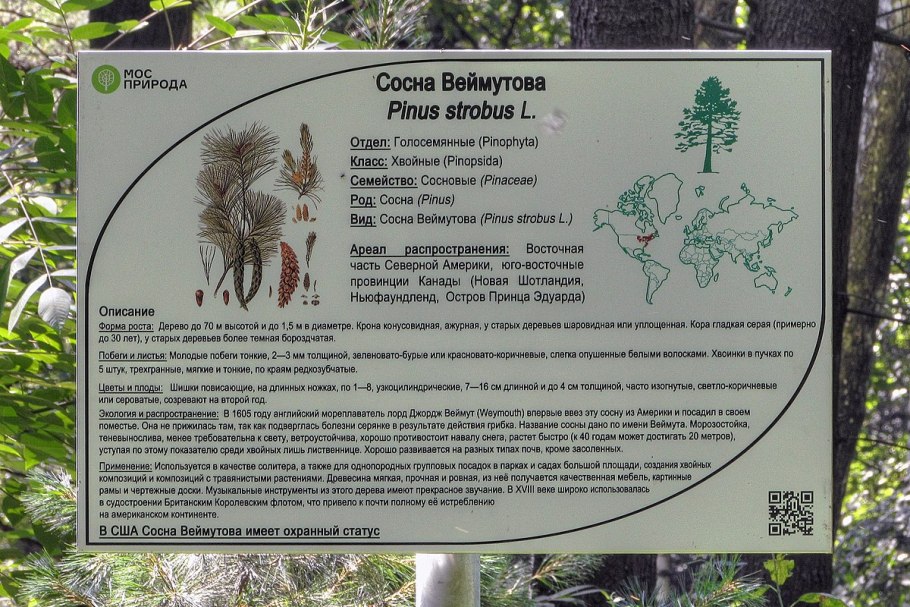 МОС
ПРИРОДА
Сосна Веймутова
Pinus strobus L.
Отдел: Голосемянные (Pinophyta)
Класс: Хвойные (Pinopsida)
Семейство: Сосновые (Pinaceae)
Род: Сосна (Pinus)
Вид: Сосна Веймутова (Pinus strobus L.)
Ареал распространения: Восточная
часть Северной Америки, юго-восточные
провинции Канады (Новая Шотландия,
Ньюфаундленд, Остров Принца Эдуарда)
Описание
Форма роста: Дерево до 70 м высотой и до 1,5 м в диаметре. Крона конусовидная, ажурная, у старых деревьев шаровидная или уплощенная. Кора гладкая серая (примерно
до 30 лет), у старых деревьев более темная бороздчатая.
Побеги и листья: Молодые побеги тонкие, 2—3 мм толщиной, зеленовато-бурые или красновато-коричневые, слегка опушенные белыми волосками. Хвоинки в пучках по
5 штук, трехгранные, мягкие и тонкие, по краям редкозубчатые.
Цветы и плоды: Шишки повисающие, на длинных ножках, по 1—8, узкоцилиндрические, 7—16 см длинной и до 4 см толщиной, часто изогнутые, светло-коричневые
или сероватые, созревают на второй год.
Экология и распространение: В 1605 году английский мореплаватель лорд Джордж Веймут (Weymouth) впервые ввез эту сосну из Америки и посадил в своем
поместье. Она не прижилась там, так как подверглась болезни серянке в результате действия грибка. Название сосны дано по имени Веймута. Морозостойка,
теневынослива, менее требовательна к свету, ветроустойчива, хорошо противостоит навалу снега, растет быстро (к 40 годам может достигать 20 метров),
уступая по этому показателю среди хвойных лишь лиственнице. Хорошо развивается на разных типах почв, кроме засоленных.
Применение: Используется в качестве солитера, а также для однопородных групповых посадок в парках и садах большой площади, создания хвойных
композиций и композиций с травянистыми растениями. Древесина мягкая, прочная и ровная, из неё получается качественная мебель, картинные
рамы и чертежные доски. Музыкальные инструменты из этого дерева имеют прекрасное звучание. В XVIII веке широко использовалась
в судостроении Британским Королевским флотом, что привело к почти полному её истреблению
на американском континенте.
В США Сосна Веймутова имеет охранный статус